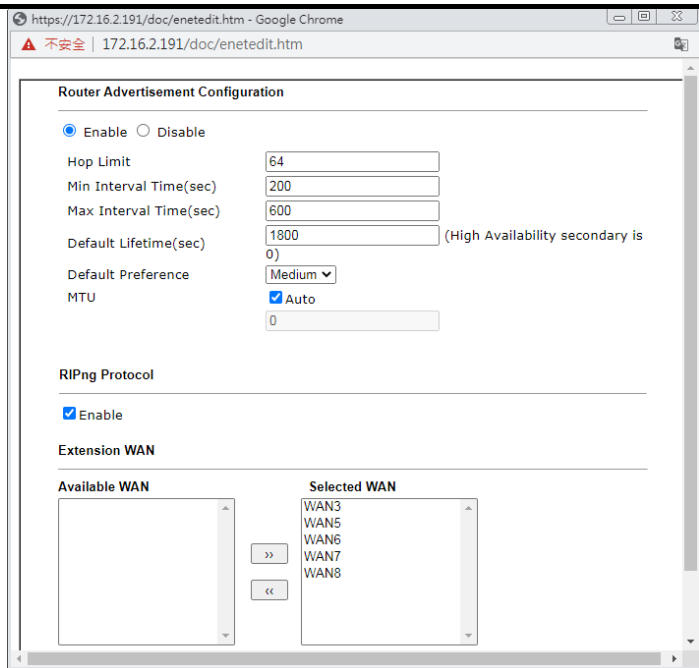 https://172.16.2.191/doc/enetedit.htm - Google Chrome
不安全 | 172.16.2.191/doc/enetedit.htm
Router Advertisement Configuration
Enable Disable
Hop Limit 64
Min Interval Time(sec) 200
Max Interval Time(sec) 600
Default Lifetime(sec) 1800 (High Availability secondary is
0)
Default Preference Medium
MTU Auto
0
RIPng Protocol
Enable
Extension WAN
Available WAN Selected WAN
WAN3
WAN5
WAN6
WAN7
WAN8
>>
<<